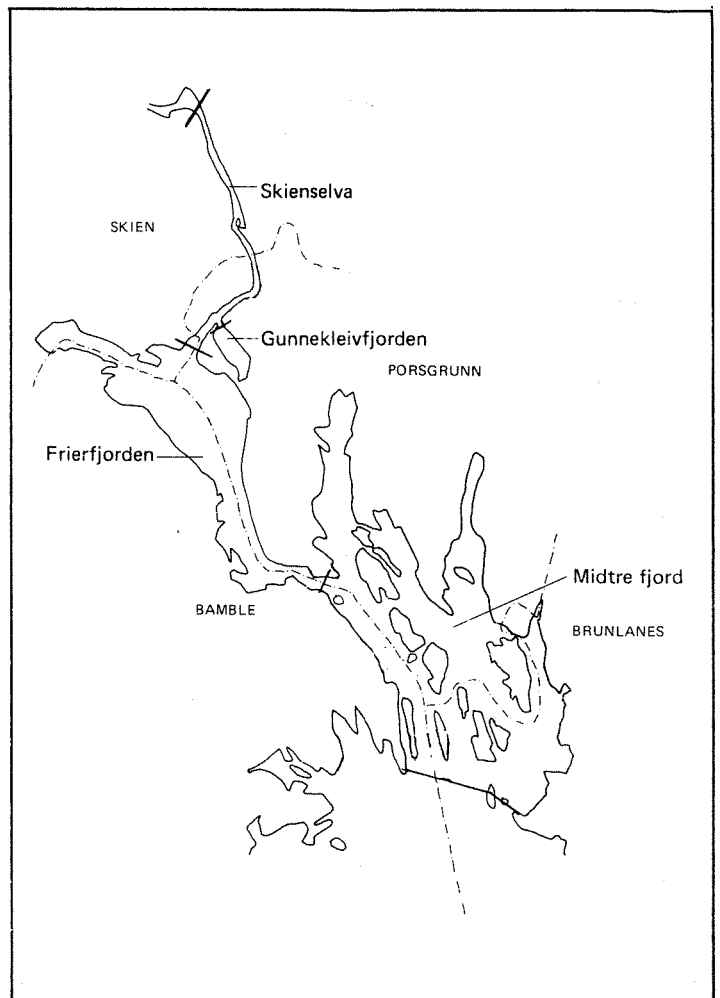 Skienselva
SKIEN
Gunnekleivfjorden
PORSGRUNN
Frierfjorden
Midtre fjord
BAMBLE
BRUNLANES